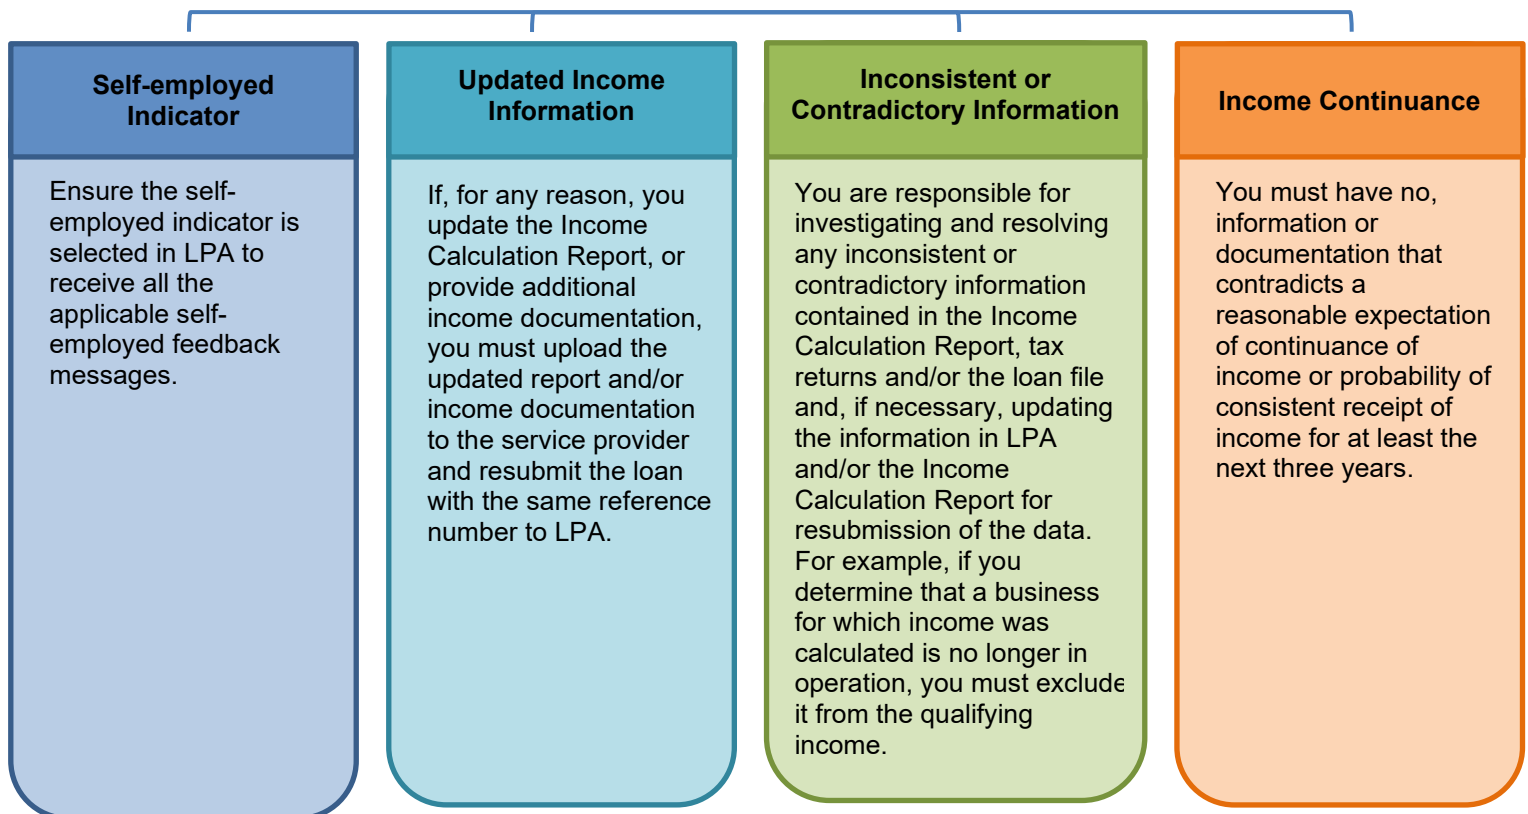 Self-employed
Indicator
Ensure the self-
employed indicator is
selected in LPA to
receive all the
applicable self-
employed feedback
messages.
Updated Income
Information
If, for any reason, you
update the Income
Calculation Report, or
provide additional
income documentation,
you must upload the
updated report and/or
income documentation
to the service provider
and resubmit the loan
with the same reference
number to LPA.
Inconsistent or
Contradictory Information
You are responsible for
investigating and resolving
any inconsistent or
contradictory information
contained in the Income
Calculation Report, tax
returns and/or the loan file
and, if necessary, updating
the information in LPA
and/or the Income
Calculation Report for
resubmission of the data.
For example, if you
determine that a business
for which income was
calculated is no longer in
operation, you must exclude
it from the qualifying
income.
Income Continuance
You must have no,
information or
documentation that
contradicts a
reasonable expectation
of continuance of
income or probability of
consistent receipt of
income for at least the
next three years.